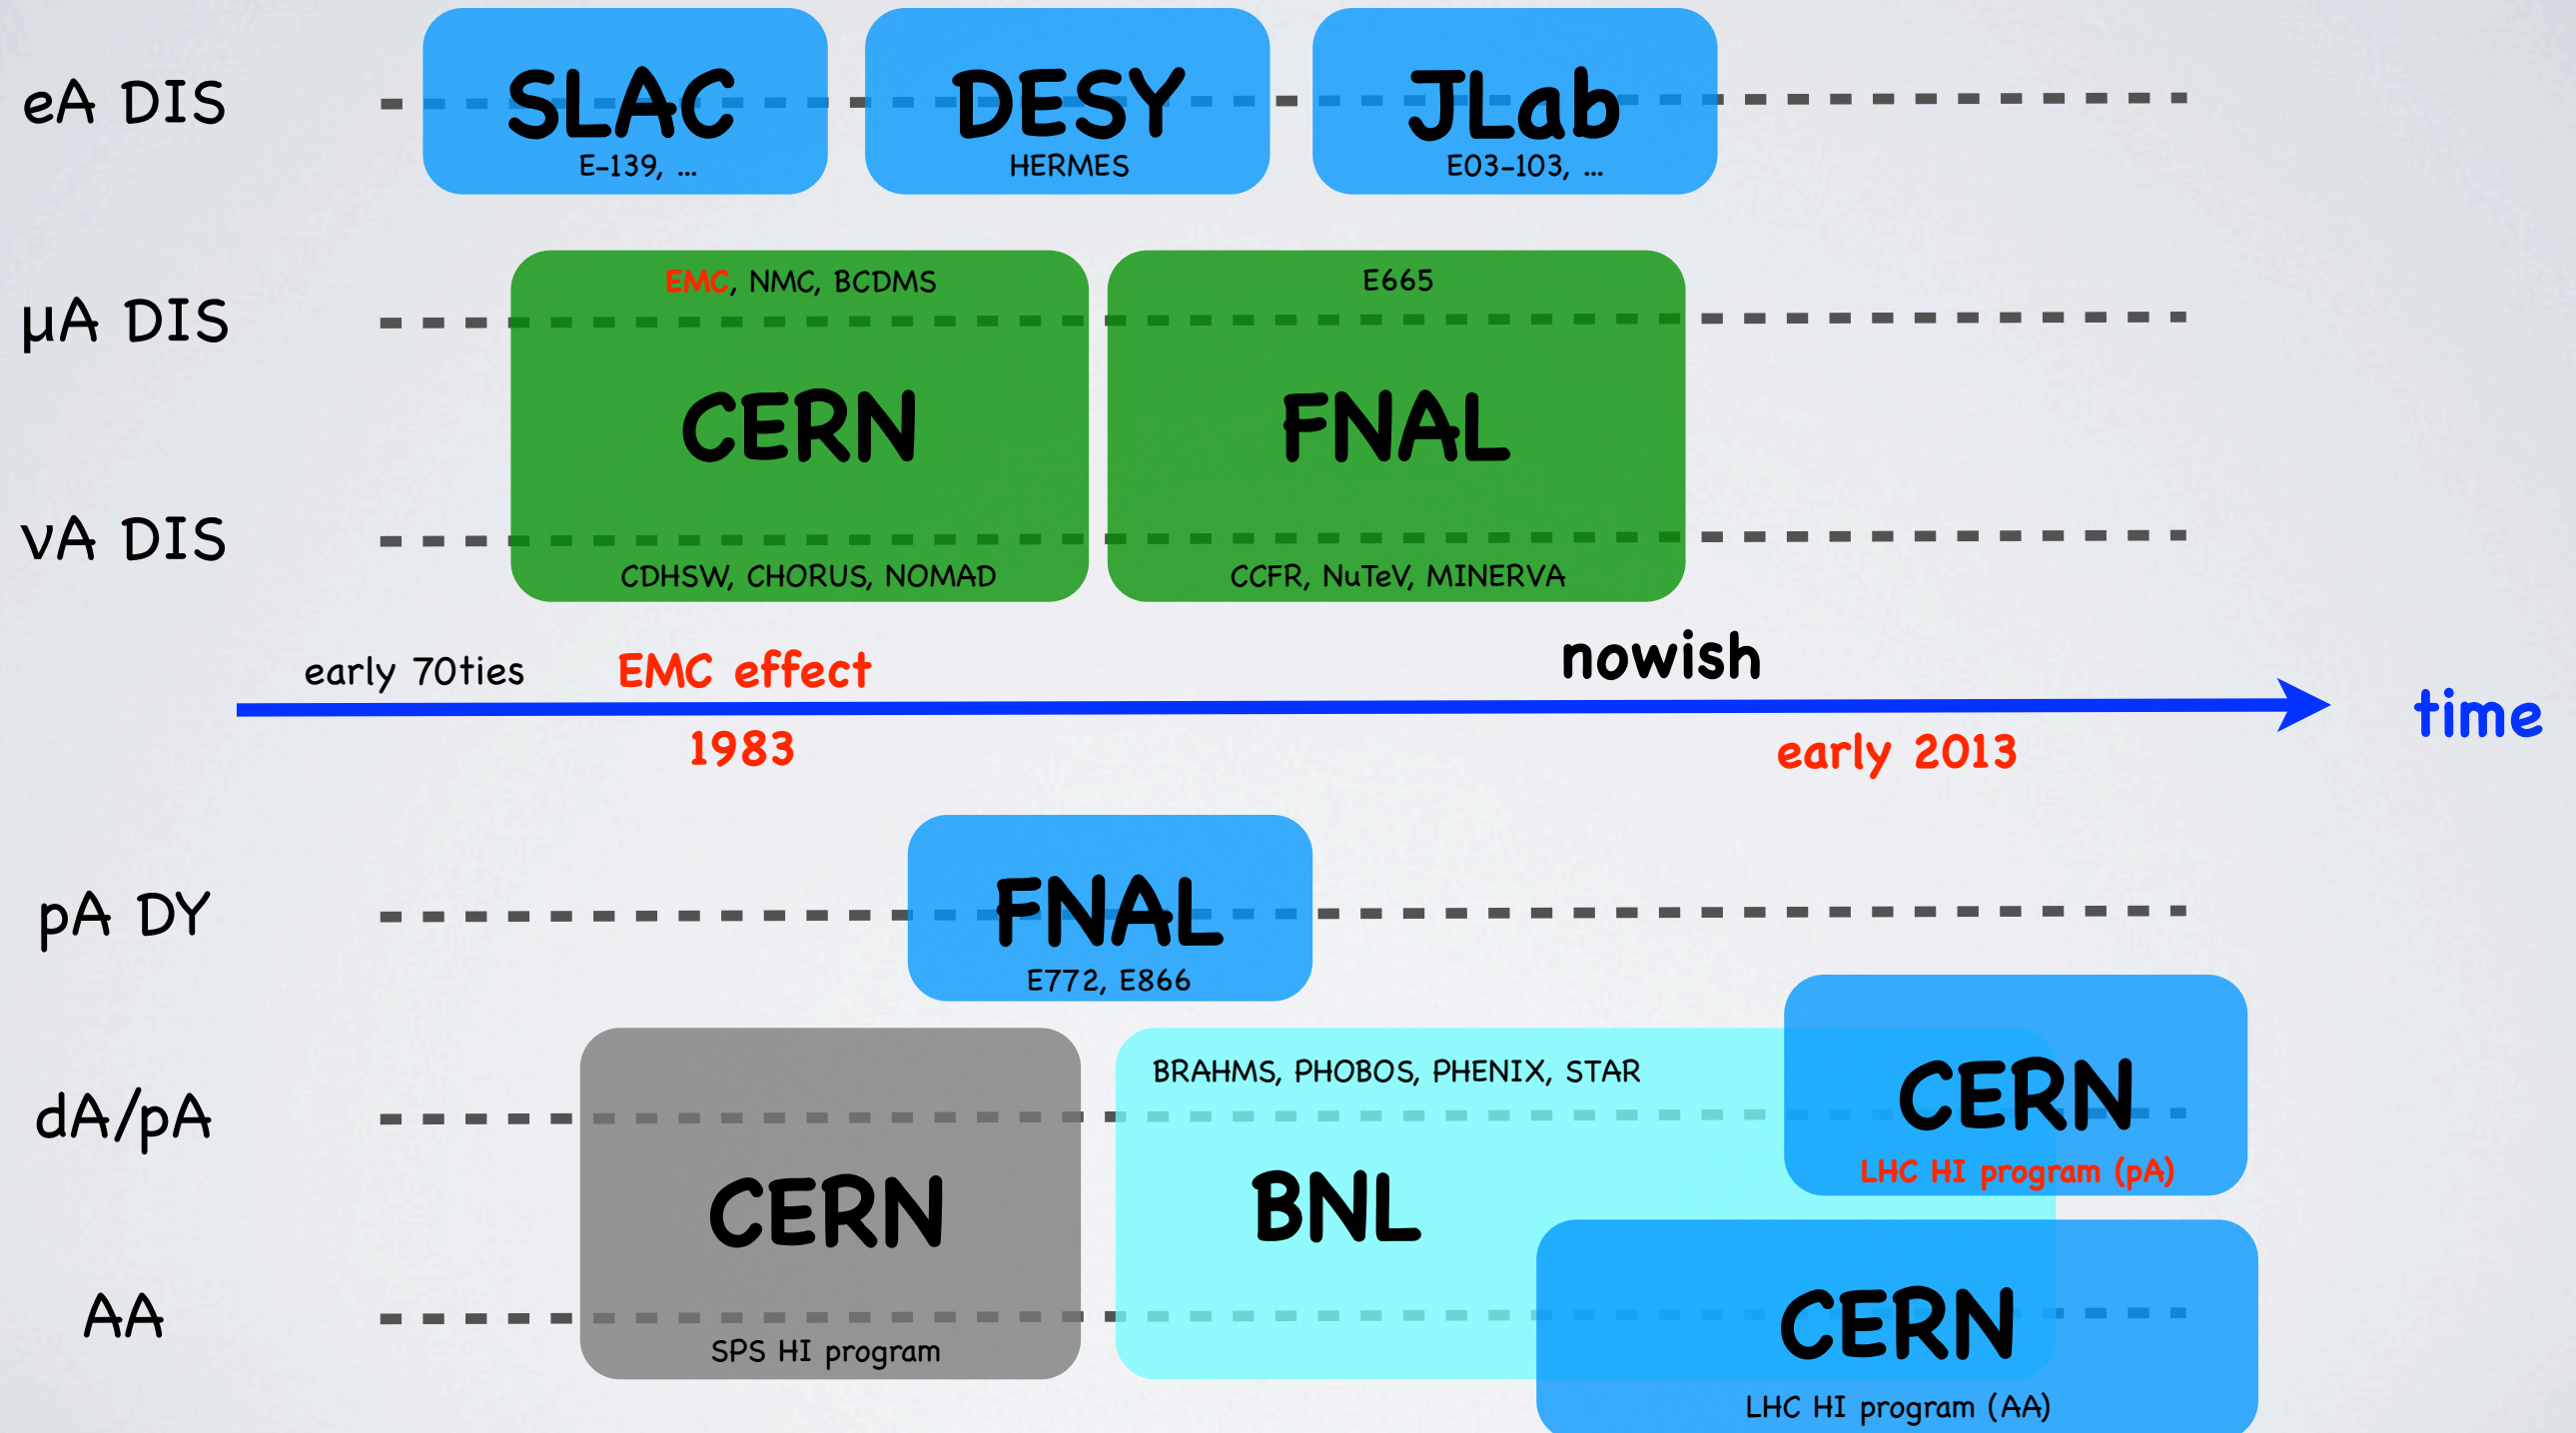 eA DIS
SLAC
E-139, ...
DESY
HERMES
JLab
E03-103, ...
μA DIS
EMC, NMC, BCDMS
E665
CERN
FNAL
νA DIS
CDHSW, CHORUS, NOMAD
CCFR, NuTeV, MINERVA
early 70ties
EMC effect
nowish
time
1983
early 2013
pA DY
FNAL
E772, E866
dA/pA
BRAHMS, PHOBOS, PHENIX, STAR
CERN
LHC HI program (pA)
CERN
BNL
AA
SPS HI program
CERN
LHC HI program (AA)